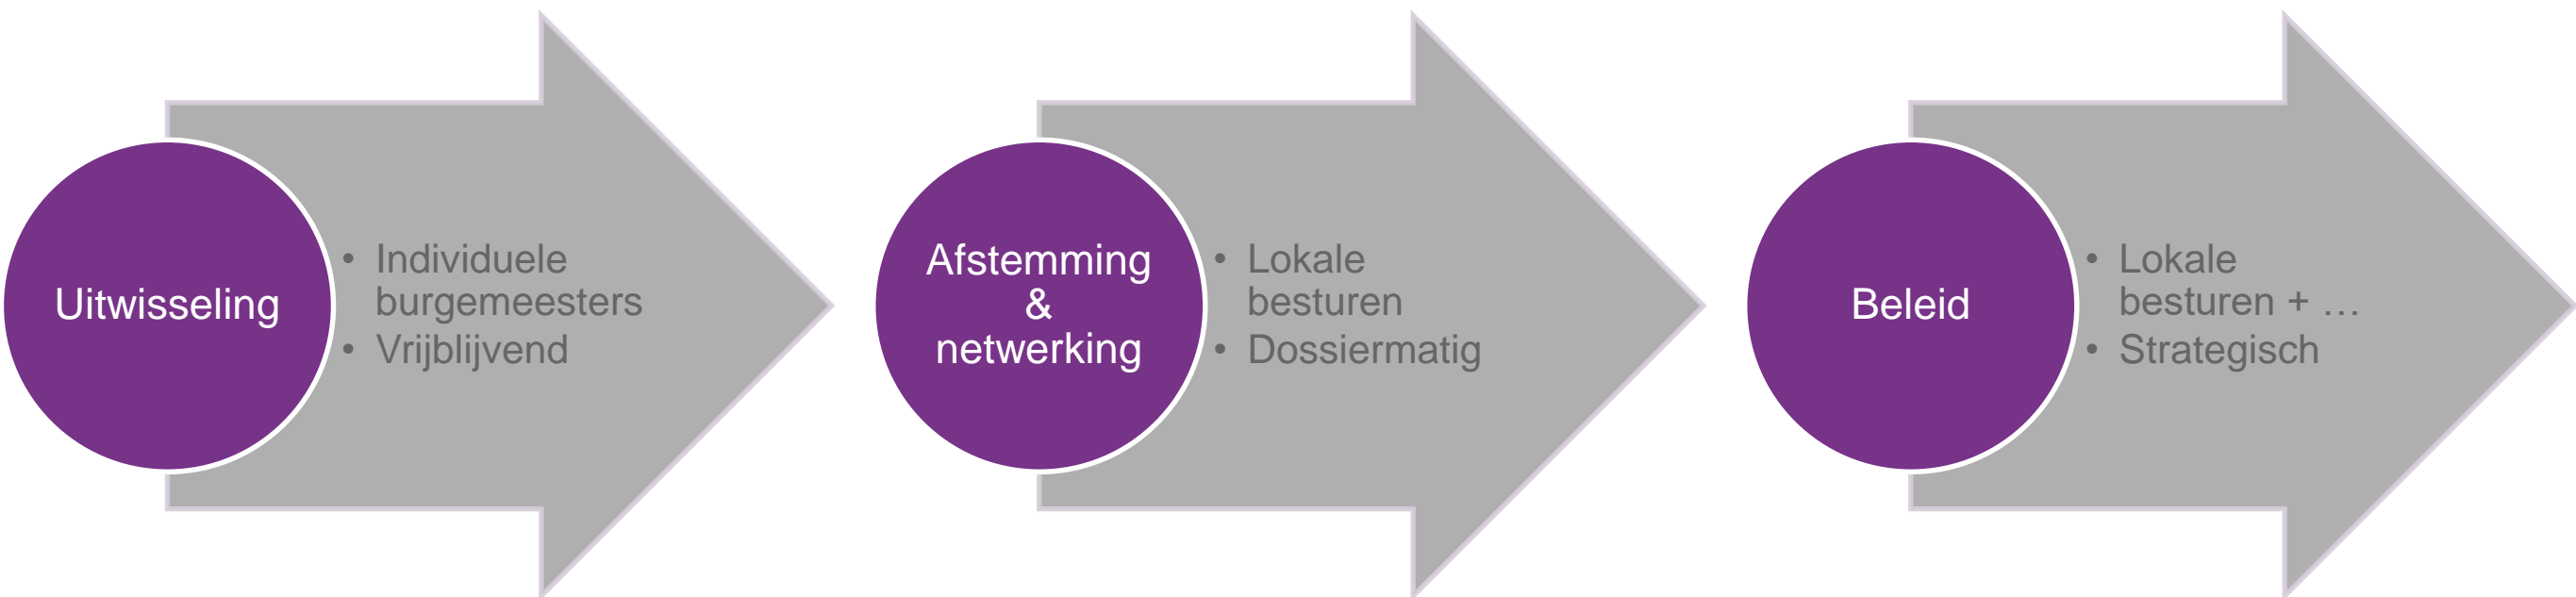 Uitwisseling
• Individuele
burgemeesters
• Vrijblijvend
Afstemming
&
netwerking
• Lokale
besturen
• Dossiermatig
Beleid
• Lokale
besturen + …
• Strategisch